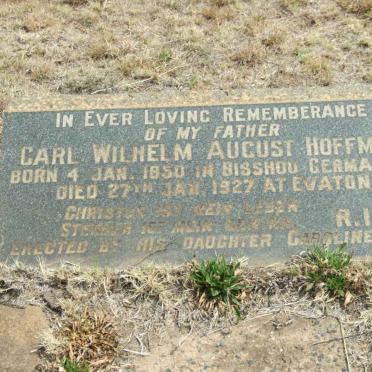 IN EVER LOVING REMEMBERANCE
OF MY FATHER
CARL WILHELM AUGUST HOFFM
BORN 4 JAN. 1850 IN BISSHOU GERMA
DIED 27TH JAN. 1927 AT EVATON
CHRISTUS IST MEIN LEBEN
STERBEN IST MEIN GEWINN
R.I
ERECTED BY HIS DAUGHTER CAROLINE